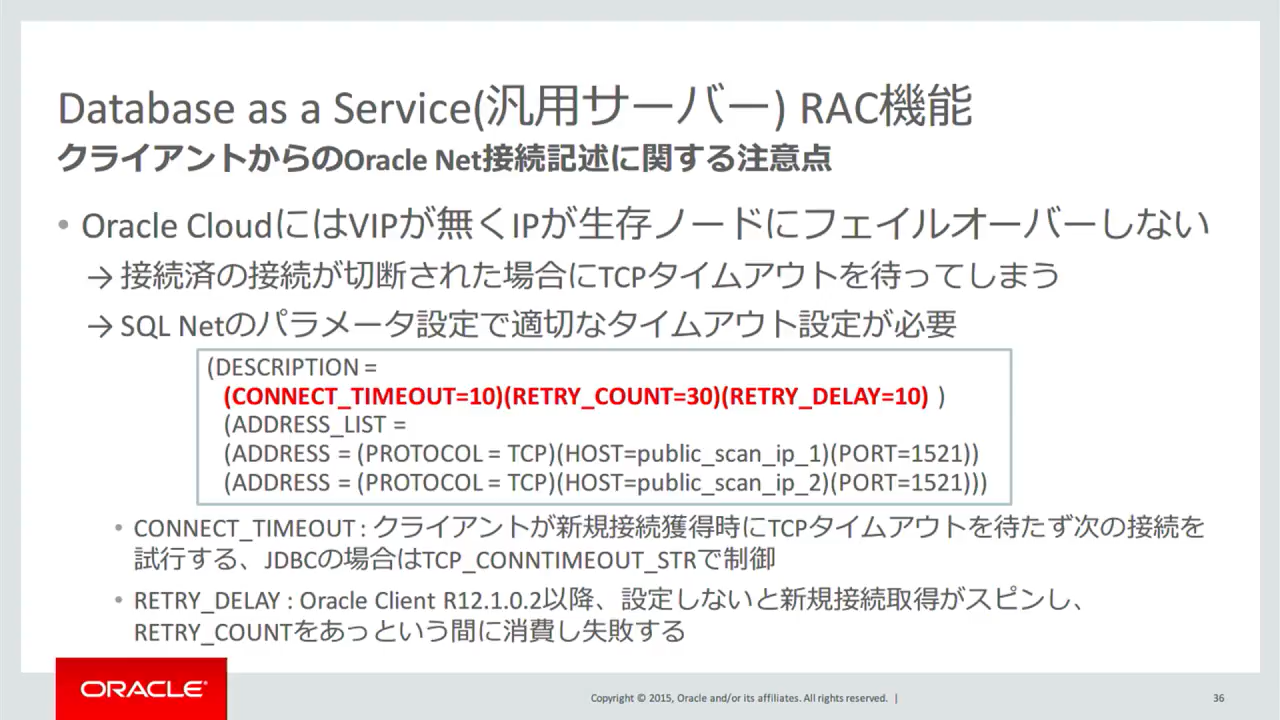 Database as a Service(汎用サーバー) RAC機能
クライアントからのOracle Net接続記述に関する注意点
• Oracle CloudにはVIPが無くIPが生存ノードにフェイルオーバーしない
→ 接続済の接続が切断された場合にTCPタイムアウトを待ってしまう
→ SQL Netのパラメータ設定で適切なタイムアウト設定が必要
(DESCRIPTION =
(CONNECT_TIMEOUT=10)(RETRY_COUNT=30)(RETRY_DELAY=10) )
(ADDRESS_LIST =
(ADDRESS = (PROTOCOL = TCP)(HOST=public_scan_ip_1)(PORT=1521))
(ADDRESS = (PROTOCOL = TCP)(HOST=public_scan_ip_2)(PORT=1521)))
• CONNECT_TIMEOUT : クライアントが新規接続獲得時にTCPタイムアウトを待たず次の接続を
試行する、JDBCの場合はTCP_CONNTIMEOUT_STRで制御
• RETRY_DELAY : Oracle Client R12.1.0.2以降、設定しないと新規接続取得がスピンし、
RETRY_COUNTをあっという間に消費し失敗する
ORACLE®
Copyright © 2015, Oracle and/or its affiliates. All rights reserved. |
36